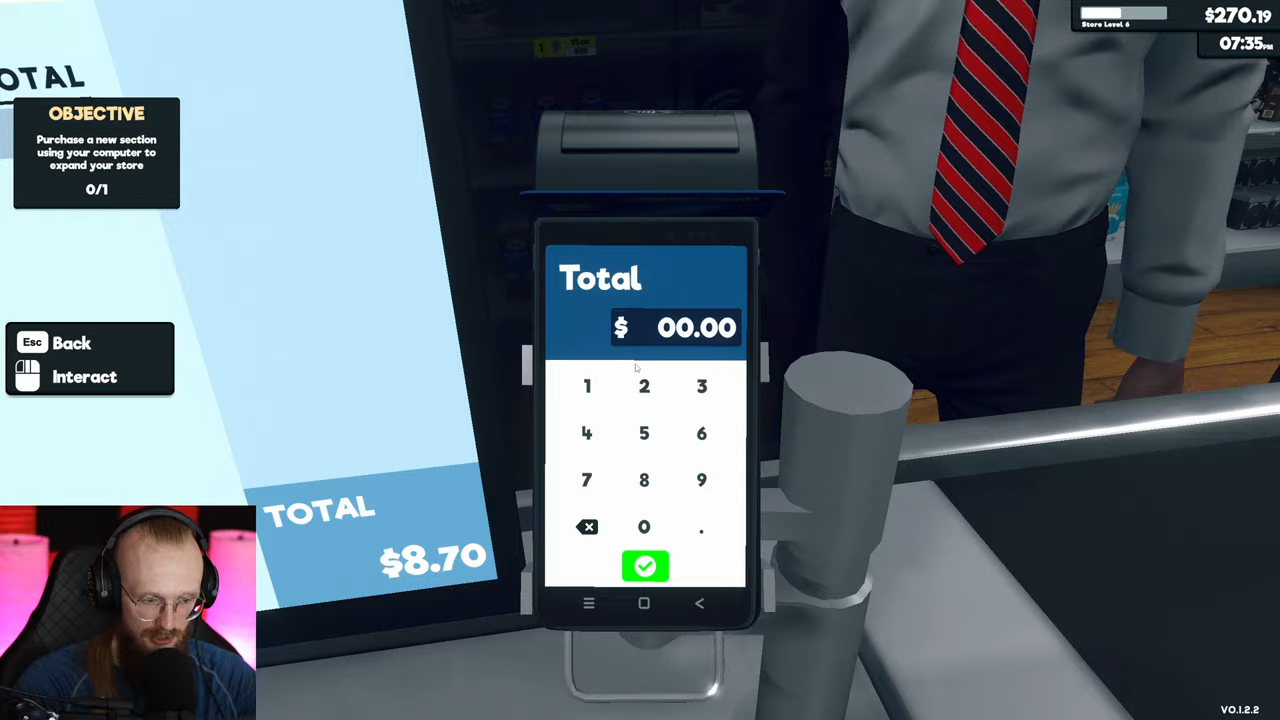 OTAL
OBJECTIVE
Purchase a new section
using your computer to
expand your store
0/1
Esc Back
Interact
TOTAL
$8.70
Total
$ 00.00
1 2 3
4 5 6
7 8 9
0 .
$270.19
Store Level 6
07:35PM
V0.1.2.2